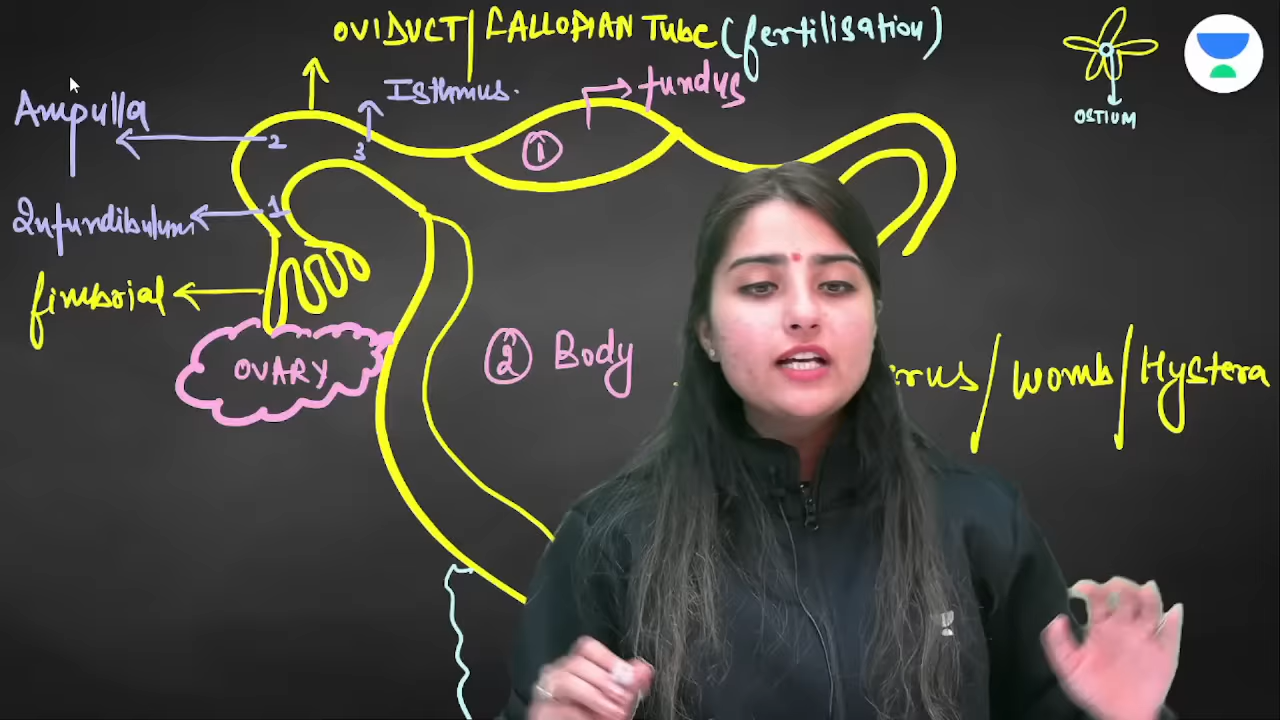 OVIDUCT/FALLOPIAN Tube (fertilisation)
Isthmus.
fundus
OSTIUM
Ampulla
2
3
①
Infundibulum
1
fimbrial
OVARY
② Body
erus/womb/Hystera